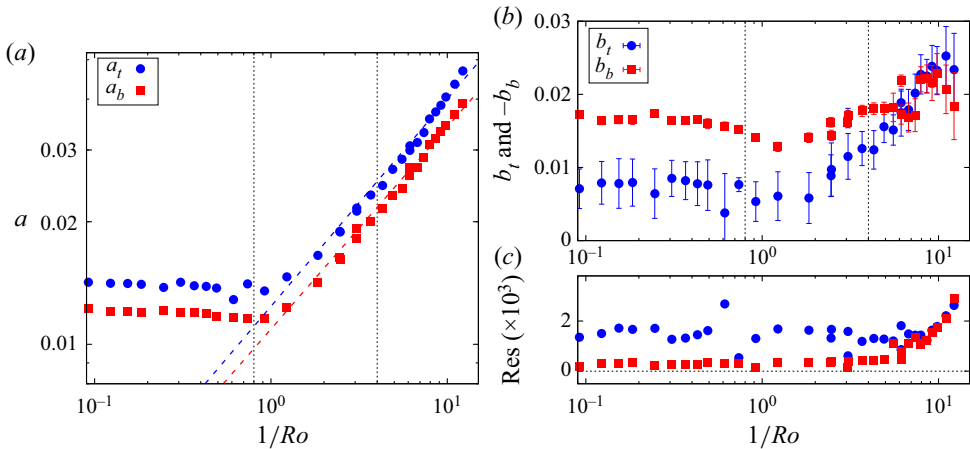 (a)
a_t
a_b
0.03
0.02
0.01
a
10^{-1} 10^0 10^1
1/Ro
(b)
b_t
b_b
0.03
0.02
0.01
0
b_t and −b_b
10^{-1} 10^0 10^1
(c)
2
0
Res (×10^3)
10^{-1} 10^0 10^1
1/Ro